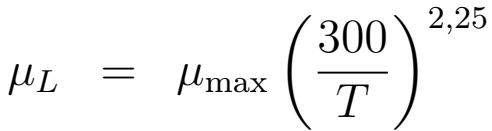 μ_L = μ_max (300/T)^2,25